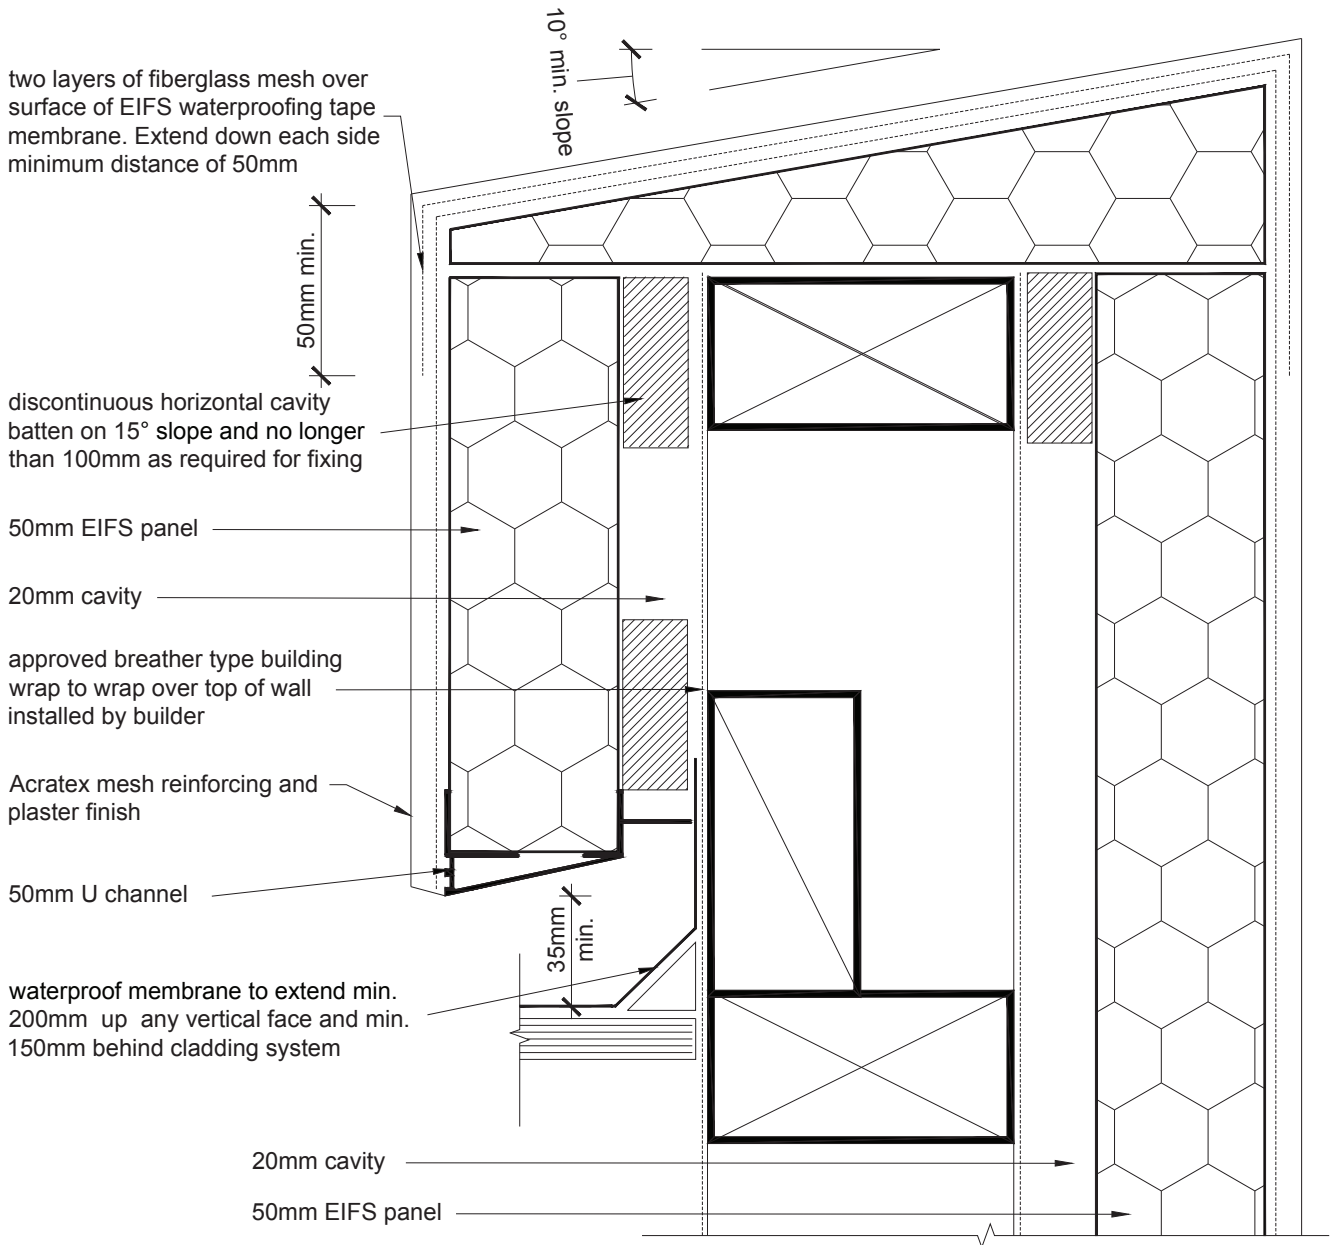 10° min. slope
two layers of fiberglass mesh over
surface of EIFS waterproofing tape
membrane. Extend down each side
minimum distance of 50mm
50mm min.
discontinuous horizontal cavity
batten on 15° slope and no longer
than 100mm as required for fixing
50mm EIFS panel
20mm cavity
approved breather type building
wrap to wrap over top of wall
installed by builder
Acratex mesh reinforcing and
plaster finish
50mm U channel
35mm
min.
waterproof membrane to extend min.
200mm up any vertical face and min.
150mm behind cladding system
20mm cavity
50mm EIFS panel